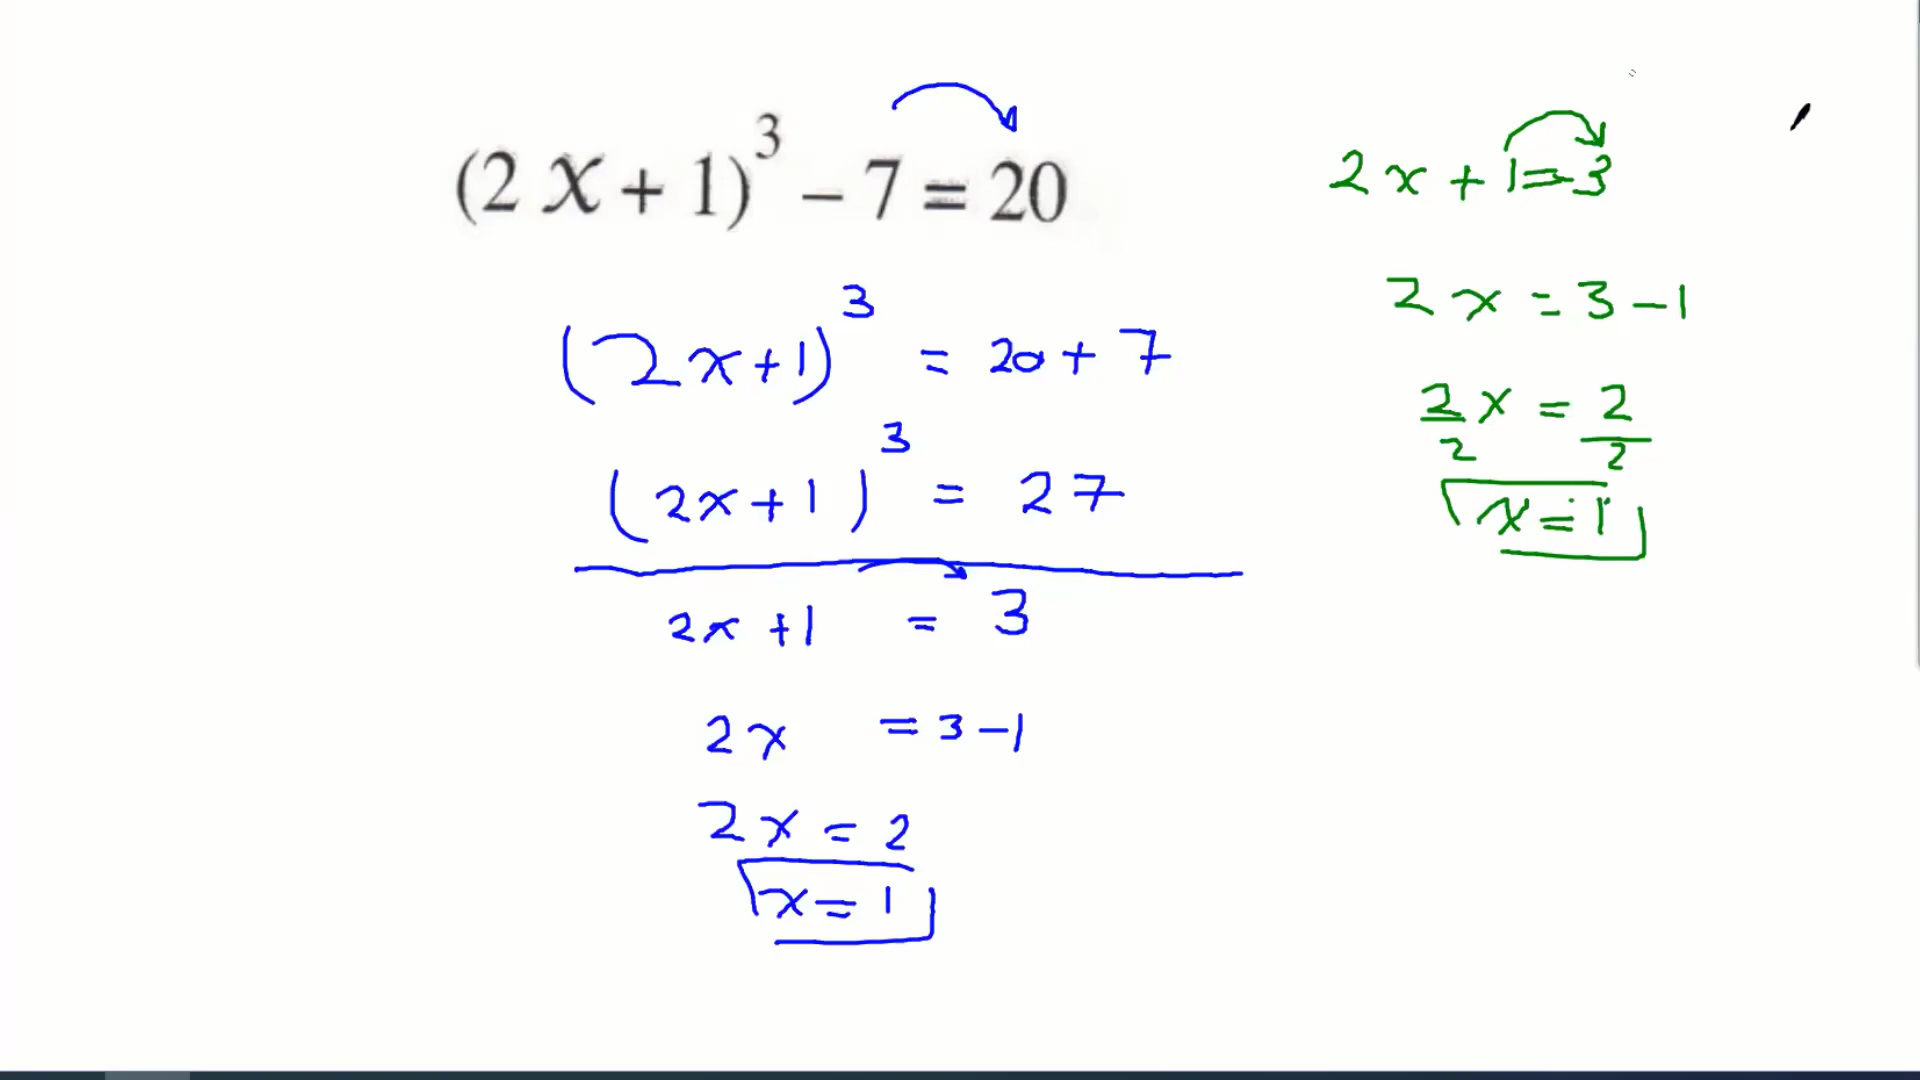 (2x + 1)³ – 7 = 20
(2x+1)³ = 20 + 7
(2x+1)³ = 27
2x +1 = 3
2x = 3 - 1
2x = 2
x = 1
2x + 1 = 3
2x = 3 - 1
2/2 x = 2/2
x = 1